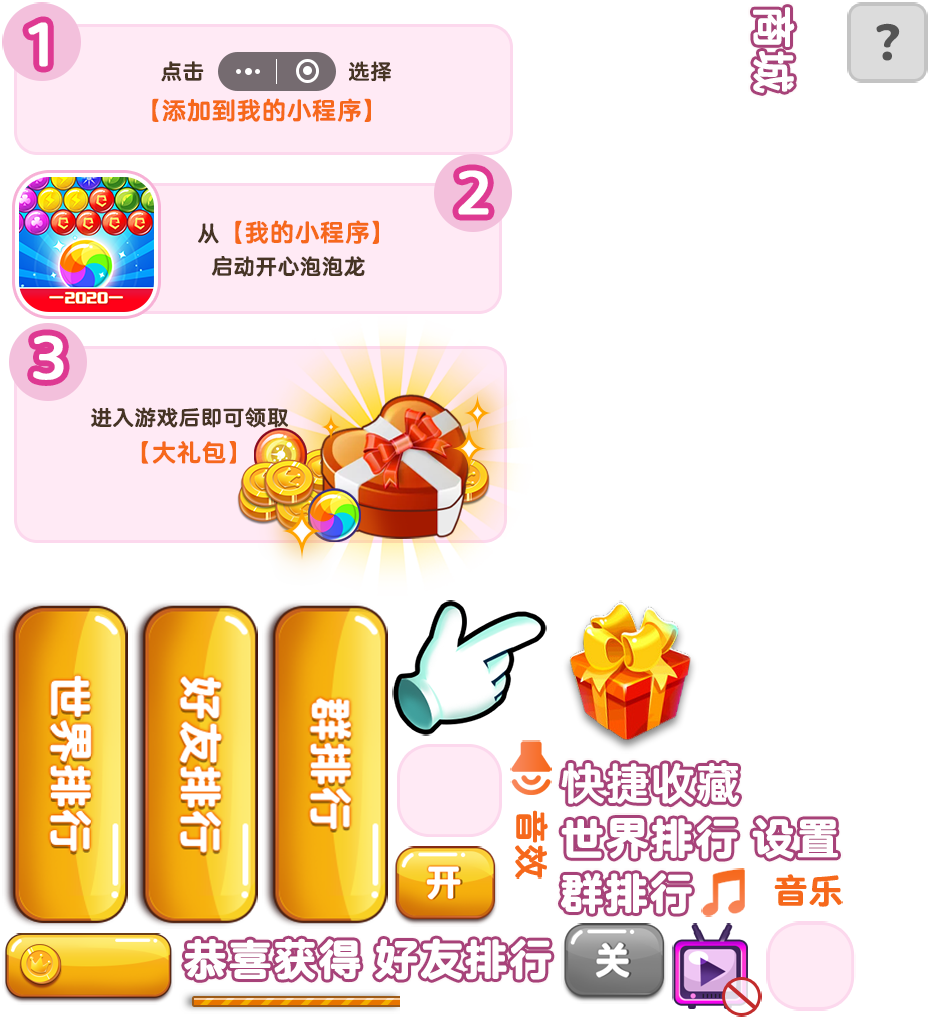 1
点击 选择
【添加到我的小程序】
商城
?
2
从【我的小程序】
启动开心泡泡龙
2020
3
进入游戏后即可领取
【大礼包】
世界排行
好友排行
群排行
快捷收藏
音效
世界排行 设置
开
群排行
音乐
恭喜获得 好友排行
关